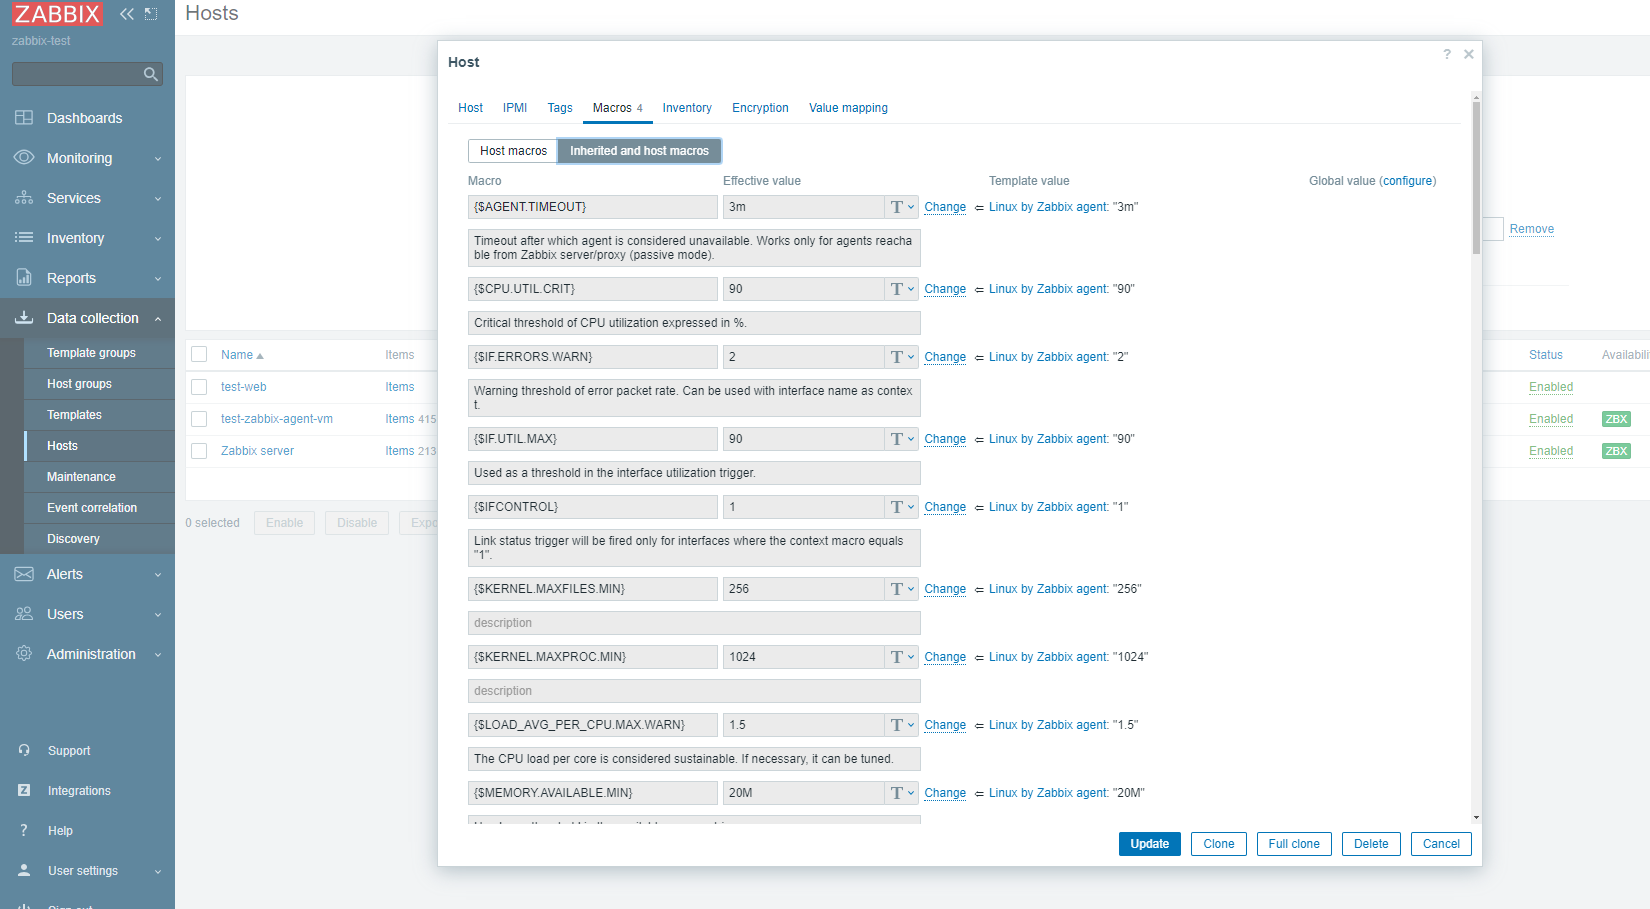 ZABBIX
zabbix-test
Dashboards
Monitoring
Services
Inventory
Reports
Data collection
Template groups
Host groups
Templates
Hosts
Maintenance
Event correlation
Discovery
Alerts
Users
Administration
Support
Integrations
Help
User settings
Hosts
Name Items
test-web Items
test-zabbix-agent-vm Items 415
Zabbix server Items 213
0 selected Enable Disable
Remove
Status
Enabled
Enabled ZBX
Enabled ZBX
Host
?
Host IPMI Tags Macros 4 Inventory Encryption Value mapping
Host macros Inherited and host macros
Macro Effective value Template value Global value (configure)
{$AGENT.TIMEOUT} 3m T Change ⇐ Linux by Zabbix agent: "3m"
Timeout after which agent is considered unavailable. Works only for agents reacha
ble from Zabbix server/proxy (passive mode).
{$CPU.UTIL.CRIT} 90 T Change ⇐ Linux by Zabbix agent: "90"
Critical threshold of CPU utilization expressed in %.
{$IF.ERRORS.WARN} 2 T Change ⇐ Linux by Zabbix agent: "2"
Warning threshold of error packet rate. Can be used with interface name as contex
t.
{$IF.UTIL.MAX} 90 T Change ⇐ Linux by Zabbix agent: "90"
Used as a threshold in the interface utilization trigger.
{$IFCONTROL} 1 T Change ⇐ Linux by Zabbix agent: "1"
Link status trigger will be fired only for interfaces where the context macro equals
"1".
{$KERNEL.MAXFILES.MIN} 256 T Change ⇐ Linux by Zabbix agent: "256"
description
{$KERNEL.MAXPROC.MIN} 1024 T Change ⇐ Linux by Zabbix agent: "1024"
description
{$LOAD_AVG_PER_CPU.MAX.WARN} 1.5 T Change ⇐ Linux by Zabbix agent: "1.5"
The CPU load per core is considered sustainable. If necessary, it can be tuned.
{$MEMORY.AVAILABLE.MIN} 20M T Change ⇐ Linux by Zabbix agent: "20M"
Update Clone Full clone Delete Cancel